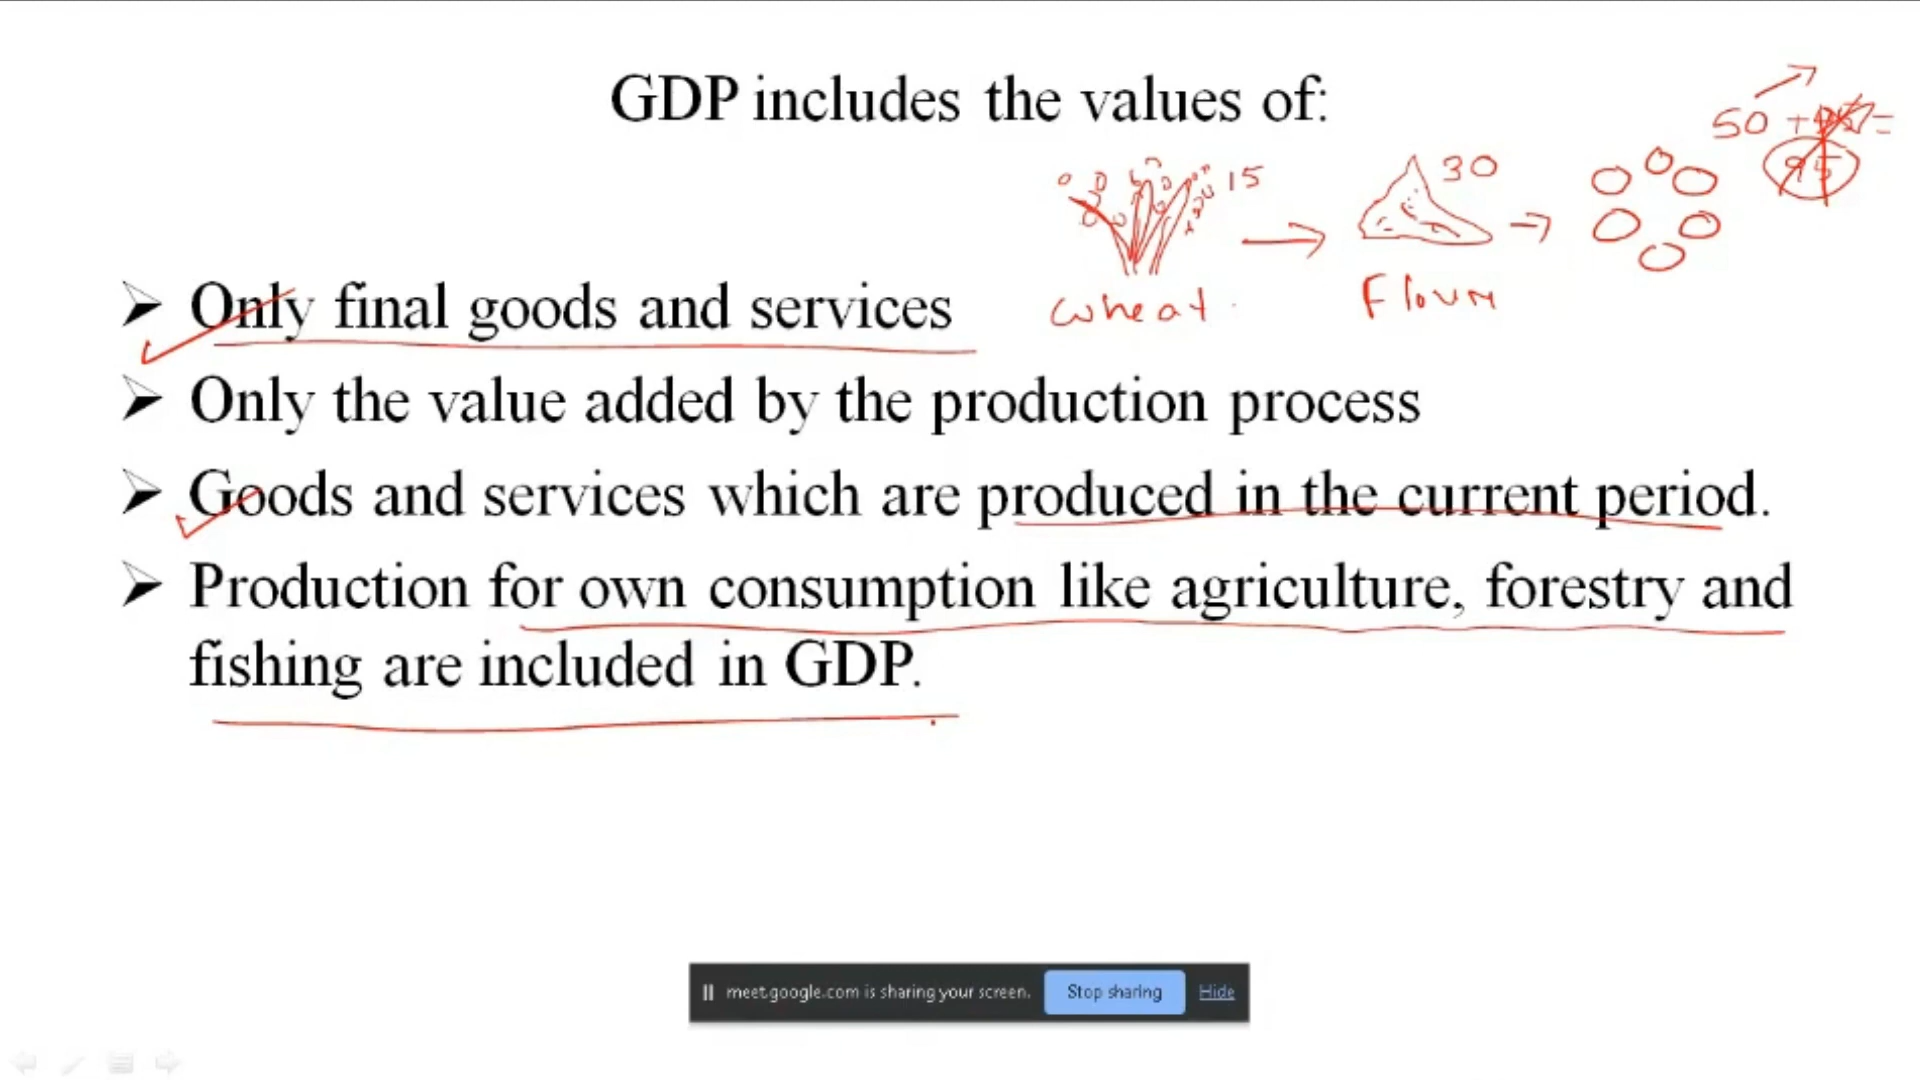 GDP includes the values of:
50 + =
95
15
30
Wheat
Flour
➢ Only final goods and services
➢ Only the value added by the production process
➢ Goods and services which are produced in the current period.
➢ Production for own consumption like agriculture, forestry and
fishing are included in GDP.
meet.google.com is sharing your screen.
Stop sharing
Hide